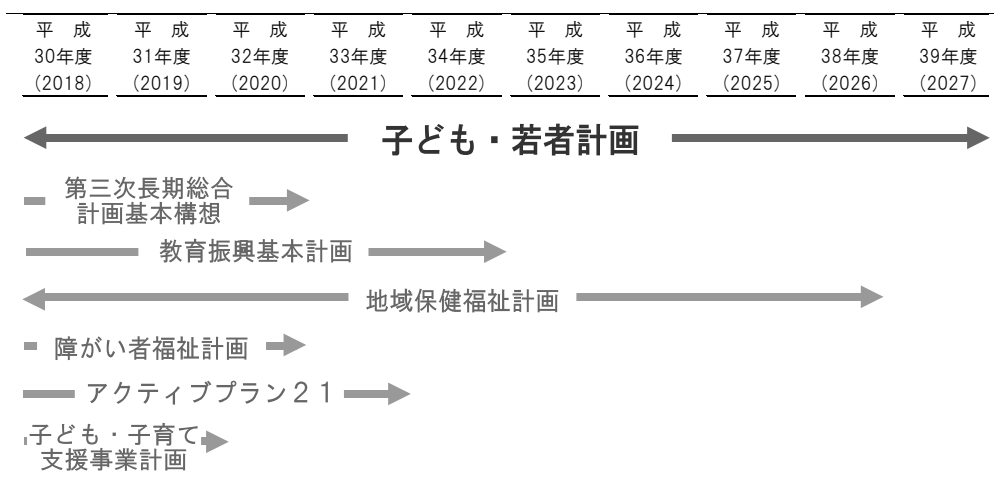 平　成　平　成　平　成　平　成　平　成　平　成　平　成　平　成　平　成　平　成
30年度　31年度　32年度　33年度　34年度　35年度　36年度　37年度　38年度　39年度
（2018）　（2019）　（2020）　（2021）　（2022）　（2023）　（2024）　（2025）　（2026）　（2027）
子ども・若者計画
第三次長期総合
計画基本構想
教育振興基本計画
地域保健福祉計画
障がい者福祉計画
アクティブプラン２１
子ども・子育て
支援事業計画